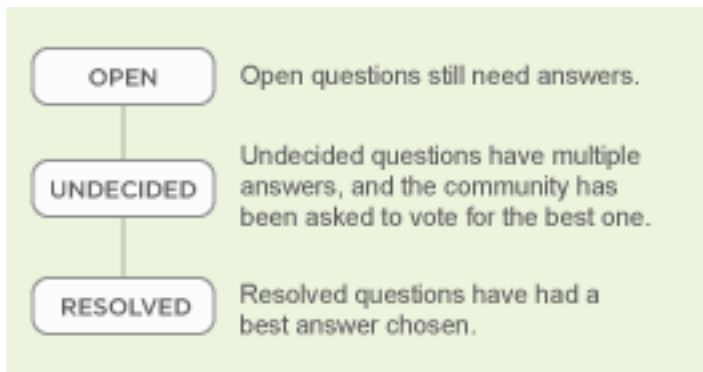 OPEN
Open questions still need answers.
UNDECIDED
Undecided questions have multiple
answers, and the community has
been asked to vote for the best one.
RESOLVED
Resolved questions have had a
best answer chosen.